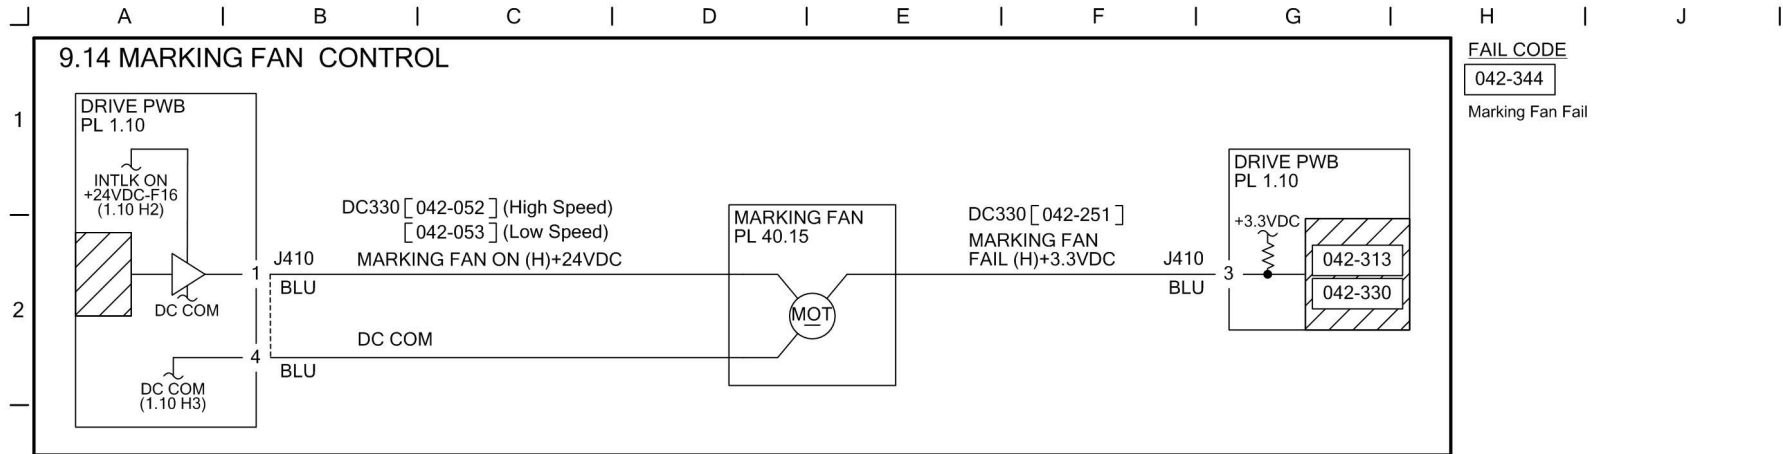 A B C D E F G H J
9.14 MARKING FAN CONTROL
FAIL CODE
042-344
Marking Fan Fail
1
DRIVE PWB
PL 1.10
INTLK ON
+24VDC-F16
(1.10 H2)
DC COM
DC COM
(1.10 H3)
2
DC330 [ 042-052 ] (High Speed)
[ 042-053 ] (Low Speed)
1 J410 MARKING FAN ON (H)+24VDC
BLU
DC COM
4
BLU
MARKING FAN
PL 40.15
MOT
DC330 [ 042-251 ]
MARKING FAN
FAIL (H)+3.3VDC
J410 3
BLU
DRIVE PWB
PL 1.10
+3.3VDC
042-313
042-330